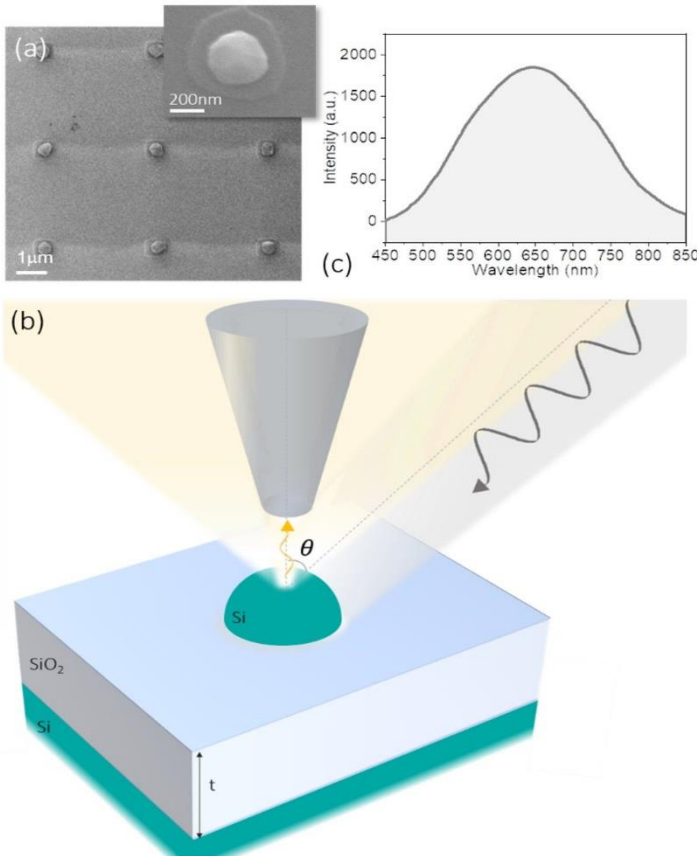 (a)
200nm
1μm
(c)
Intensity (a.u.)
2000
1500
1000
500
0
450 500 550 600 650 700 750 800 850
Wavelength (nm)
(b)
θ
Si
SiO2
Si
t